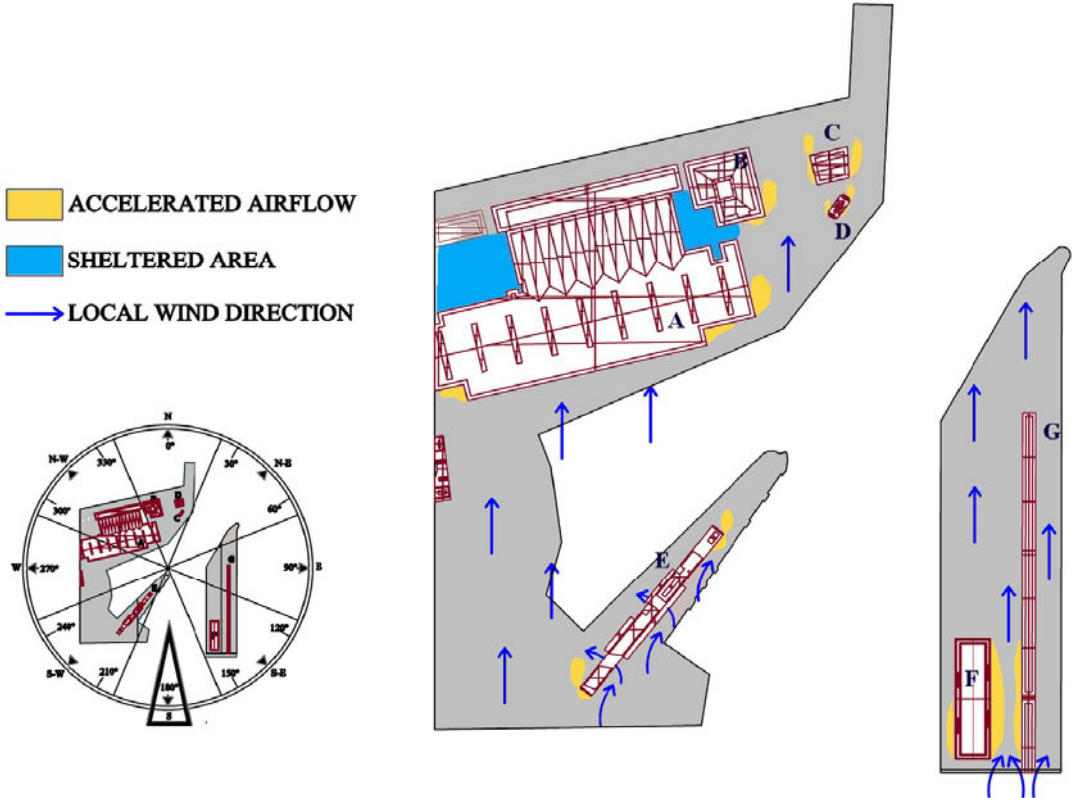 ACCELERATED AIRFLOW
SHELTERED AREA
LOCAL WIND DIRECTION
N
0°
N-W
330°
30°
N-E
300°
60°
W
270°
90°
E
240°
120°
S-W
210°
150°
S-E
180°
S
B
D
C
A
E
G
F
C
B
D
A
E
G
F